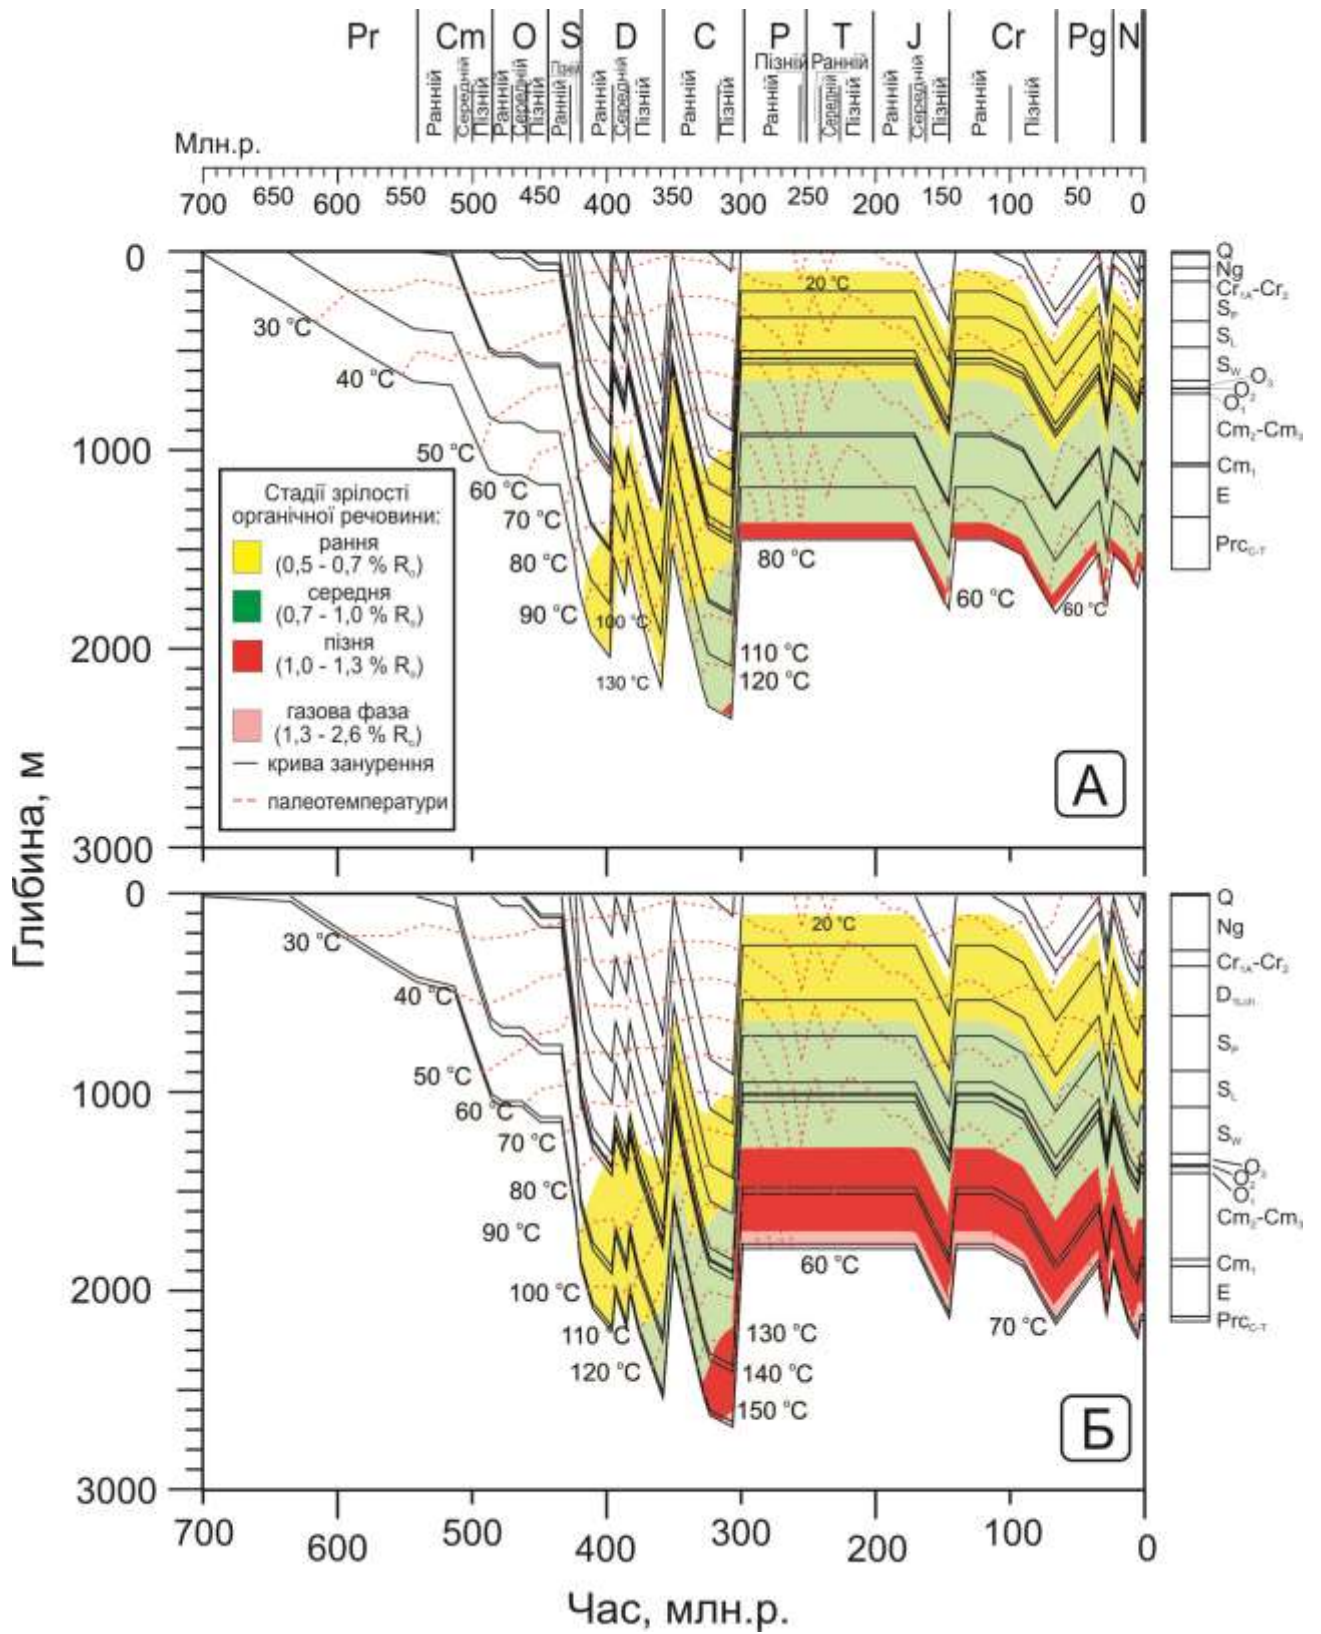 Pr Cm O S D C P T J Cr Pg N
Ранній Середній Пізній Ранній Середній Пізній Ранній Пізній Ранній Середній Пізній Ранній Пізній Ранній Пізній Ранній Середній Пізній Ранній Середній Пізній Ранній Пізній
Млн.р.
700 650 600 550 500 450 400 350 300 250 200 150 100 50 0
0
1000
2000
3000
Глибина, м
30 °C
40 °C
50 °C
60 °C
70 °C
80 °C
90 °C
100 °C
130 °C
110 °C
120 °C
20 °C
80 °C
60 °C
60 °C
Стадії зрілості
органічної речовини:
рання
(0,5 - 0,7 % Rₒ)
середня
(0,7 - 1,0 % Rₒ)
пізня
(1,0 - 1,3 % Rₒ)
газова фаза
(1,3 - 2,6 % Rₒ)
крива занурення
палеотемператури
А
Q
Ng
Cr₁ₐ-Cr₂
Sₚ
S_L
S_W
O₃
O₂
O₁
Cm₂-Cm₃
Cm₁
E
Prc_C-T
0
1000
2000
3000
30 °C
40 °C
50 °C
60 °C
70 °C
80 °C
90 °C
100 °C
110 °C
120 °C
20 °C
60 °C
70 °C
130 °C
140 °C
150 °C
Б
Q
Ng
Cr₁ₐ-Cr₂
Sₚ
S_L
S_W
O₃
O₂
O₁
Cm₂-Cm₃
Cm₁
E
Prc_C-T
700 600 500 400 300 200 100 0
Час, млн.р.